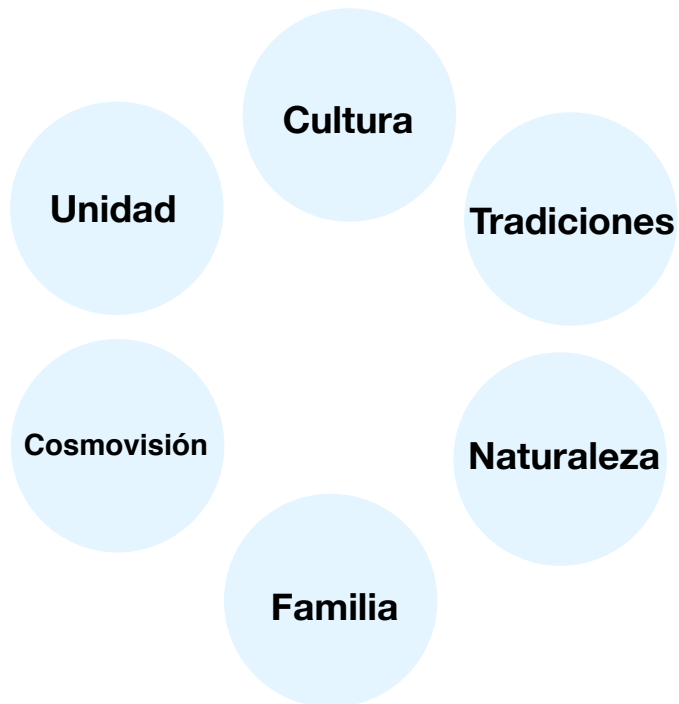 Cultura
Unidad
Tradiciones
Cosmovisión
Naturaleza
Familia